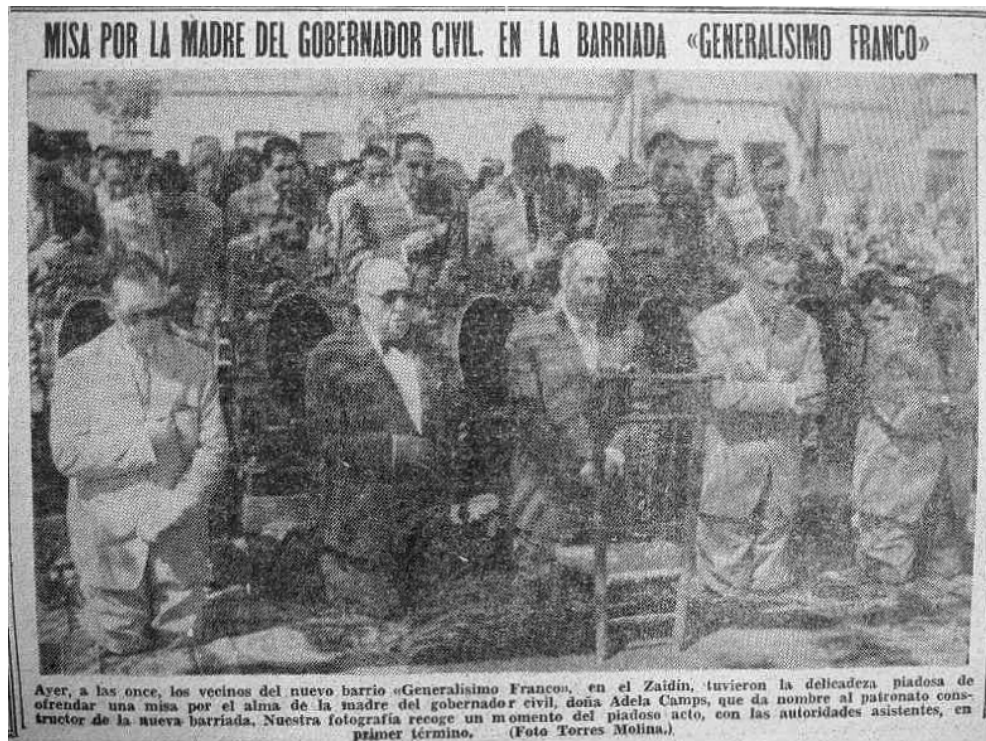 MISA POR LA MADRE DEL GOBERNADOR CIVIL. EN LA BARRIADA «GENERALISIMO FRANCO»
Ayer, a las once, los vecinos del nuevo barrio «Generalísimo Franco», en el Zaidín, tuvieron la delicadeza piadosa de
ofrendar una misa por el alma de la madre del gobernador civil, doña Adela Camps, que da nombre al patronato cons-
tructor de la nueva barriada. Nuestra fotografía recoge un momento del piadoso acto, con las autoridades asistentes, en
primer término. (Foto Torres Molina.)